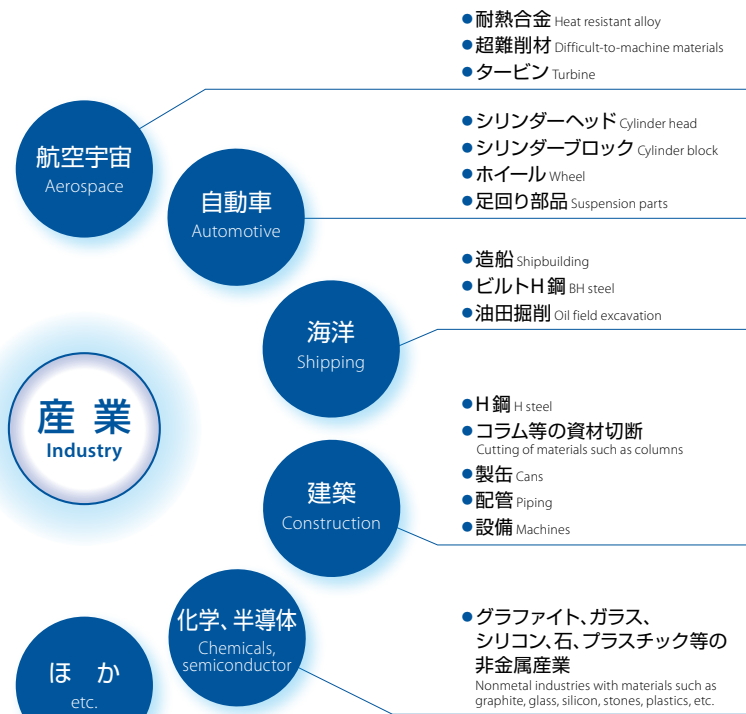 ● 耐熱合金 Heat resistant alloy
● 超難削材 Difficult-to-machine materials
● タービン Turbine
航空宇宙
Aerospace
● シリンダーヘッド Cylinder head
● シリンダーブロック Cylinder block
● ホイール Wheel
● 足回り部品 Suspension parts
自動車
Automotive
● 造船 Shipbuilding
● ビルトH鋼 BH steel
● 油田掘削 Oil field excavation
海洋
Shipping
産業
Industry
● H鋼 H steel
● コラム等の資材切断
Cutting of materials such as columns
● 製缶 Cans
● 配管 Piping
● 設備 Machines
建築
Construction
化学、半導体
Chemicals,
semiconductor
● グラファイト、ガラス、
シリコン、石、プラスチック等の
非金属産業
Nonmetal industries with materials such as
graphite, glass, silicon, stones, plastics, etc.
ほか
etc.